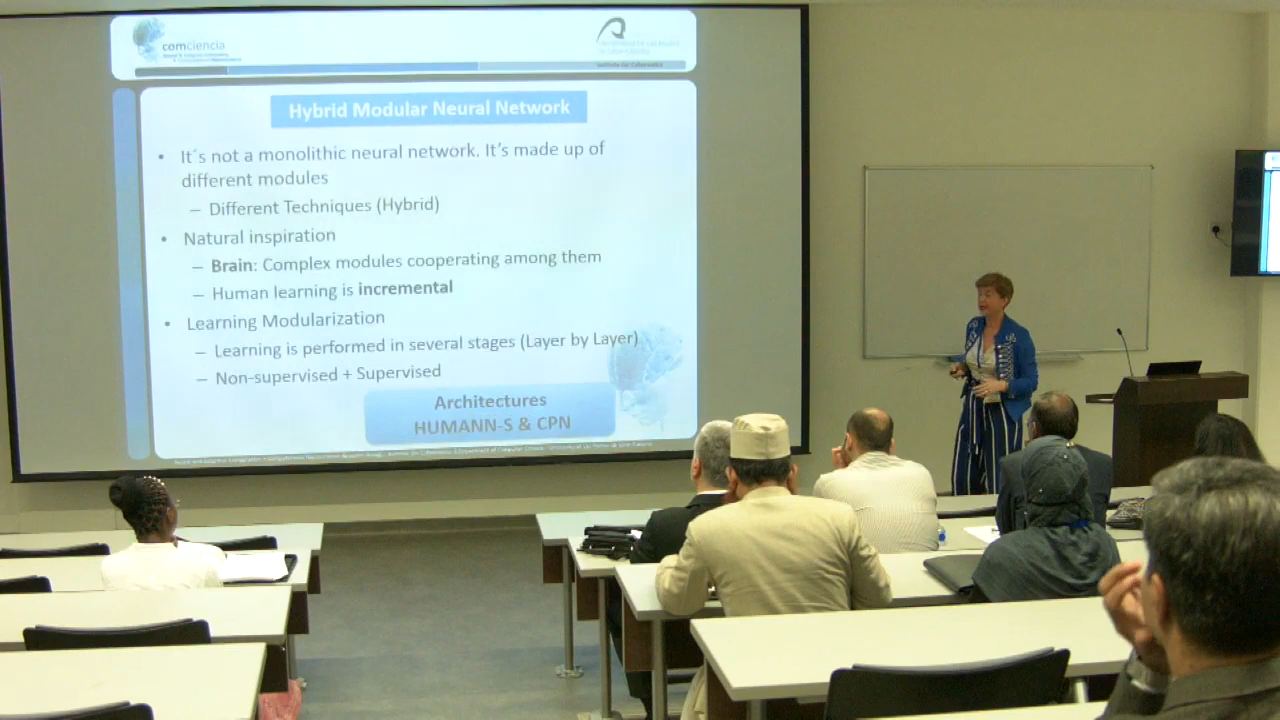 comciencia
Hybrid Modular Neural Network
• It´s not a monolithic neural network. It's made up of
different modules
– Different Techniques (Hybrid)
• Natural inspiration
– Brain: Complex modules cooperating among them
– Human learning is incremental
• Learning Modularization
– Learning is performed in several stages (Layer by Layer)
– Non-supervised + Supervised
Architectures
HUMANN-S & CPN